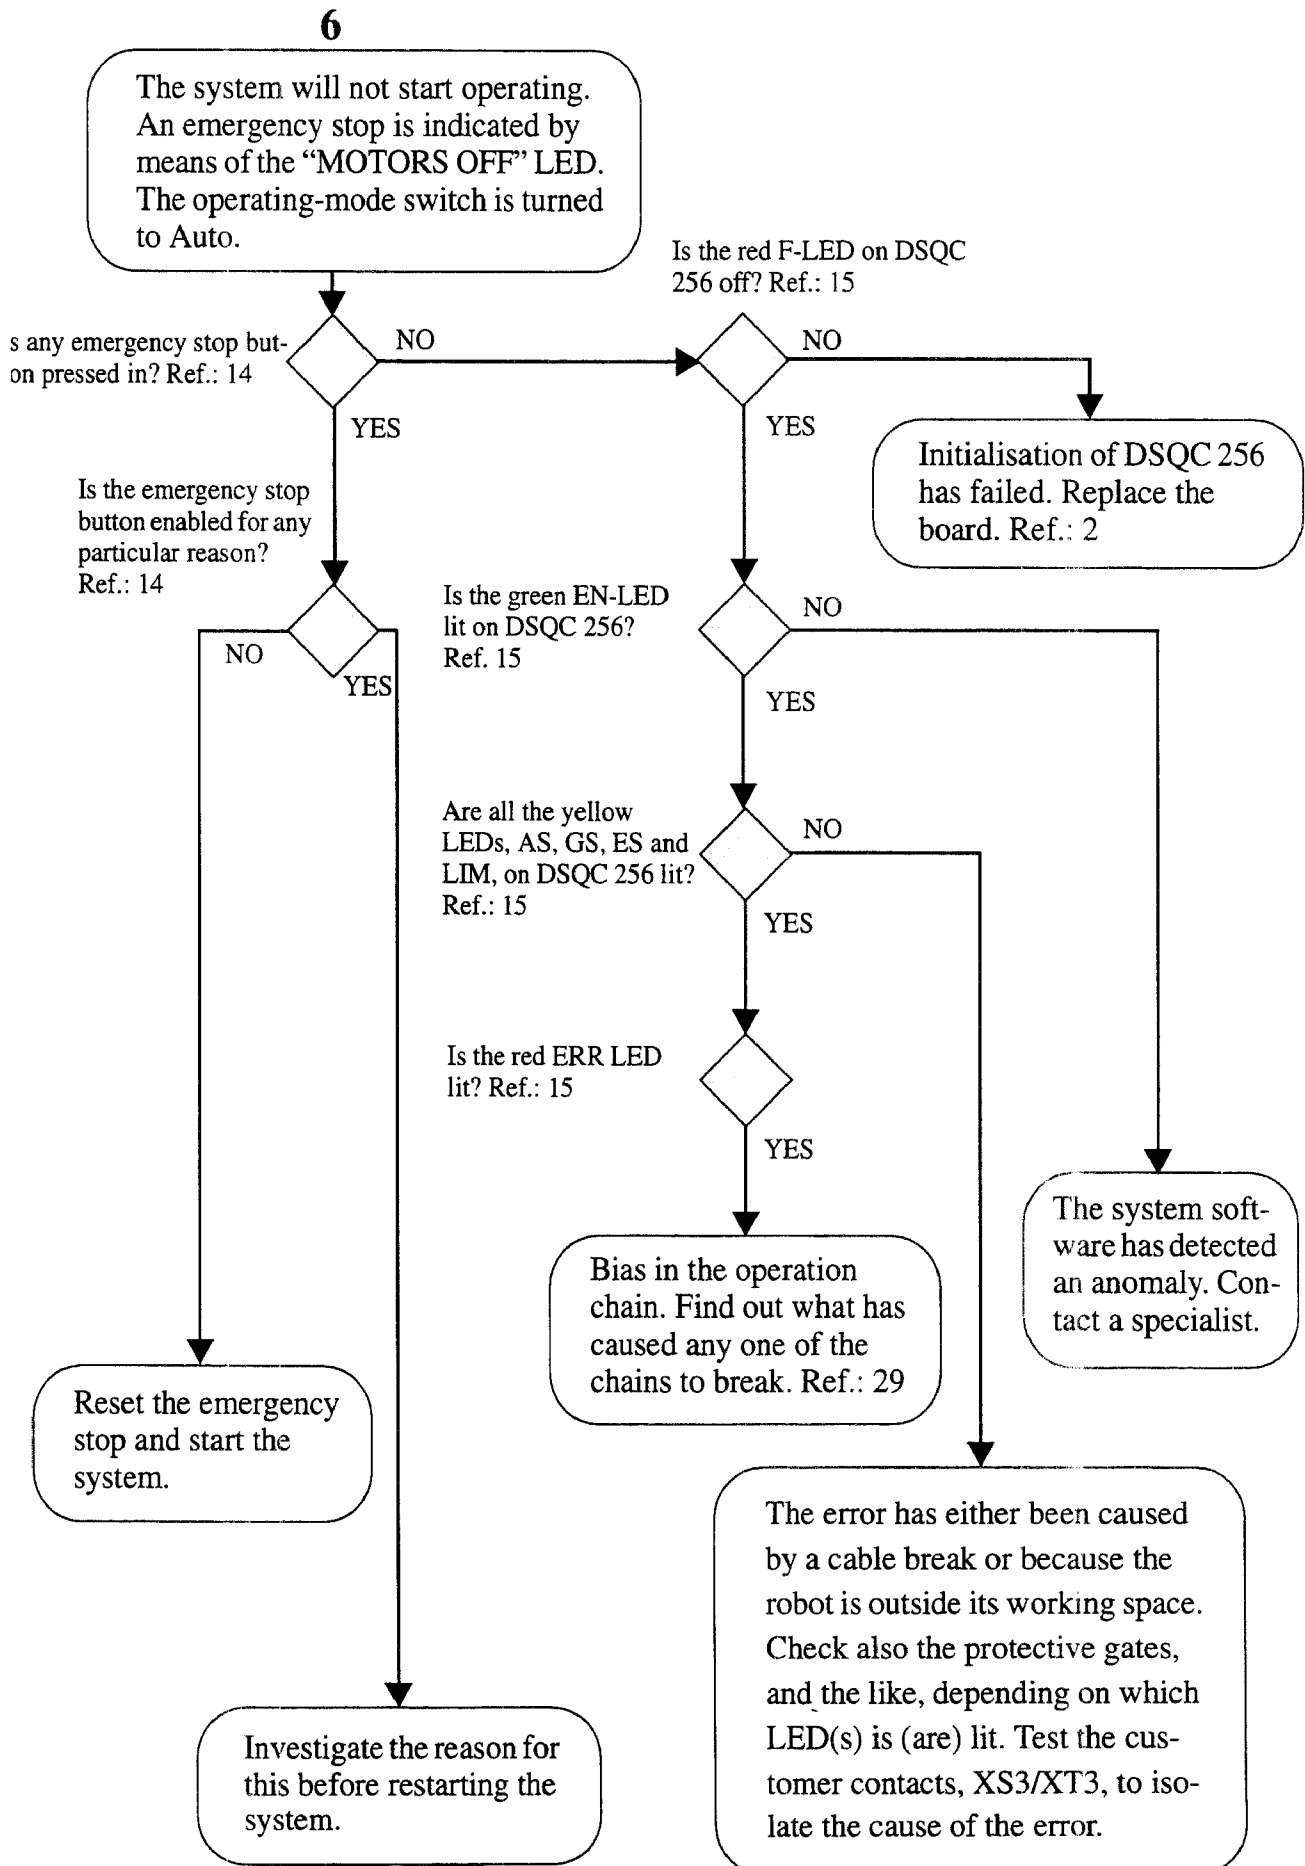 6
The system will not start operating.
An emergency stop is indicated by
means of the “MOTORS OFF” LED.
The operating-mode switch is turned
to Auto.
Is the red F-LED on DSQC
256 off? Ref.: 15
s any emergency stop but-
on pressed in? Ref.: 14
NO
NO
YES
YES
Initialisation of DSQC 256
has failed. Replace the
board. Ref.: 2
Is the emergency stop
button enabled for any
particular reason?
Ref.: 14
Is the green EN-LED
lit on DSQC 256?
Ref. 15
NO
NO
YES
YES
Are all the yellow
LEDs, AS, GS, ES and
LIM, on DSQC 256 lit?
Ref.: 15
NO
YES
Is the red ERR LED
lit? Ref.: 15
YES
The system soft-
ware has detected
an anomaly. Con-
tact a specialist.
Bias in the operation
chain. Find out what has
caused any one of the
chains to break. Ref.: 29
Reset the emergency
stop and start the
system.
The error has either been caused
by a cable break or because the
robot is outside its working space.
Check also the protective gates,
and the like, depending on which
LED(s) is (are) lit. Test the cus-
tomer contacts, XS3/XT3, to iso-
late the cause of the error.
Investigate the reason for
this before restarting the
system.